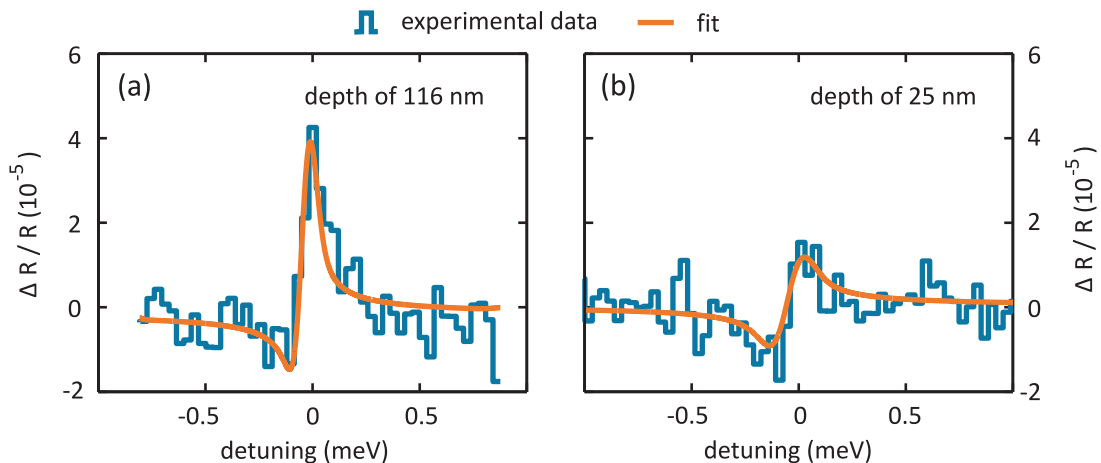 experimental data fit
(a) depth of 116 nm
(b) depth of 25 nm
Δ R / R (10⁻⁵)
6
4
2
0
-2
-0.5 0 0.5
detuning (meV)
-0.5 0 0.5
detuning (meV)
6
4
2
0
-2
Δ R / R (10⁻⁵)